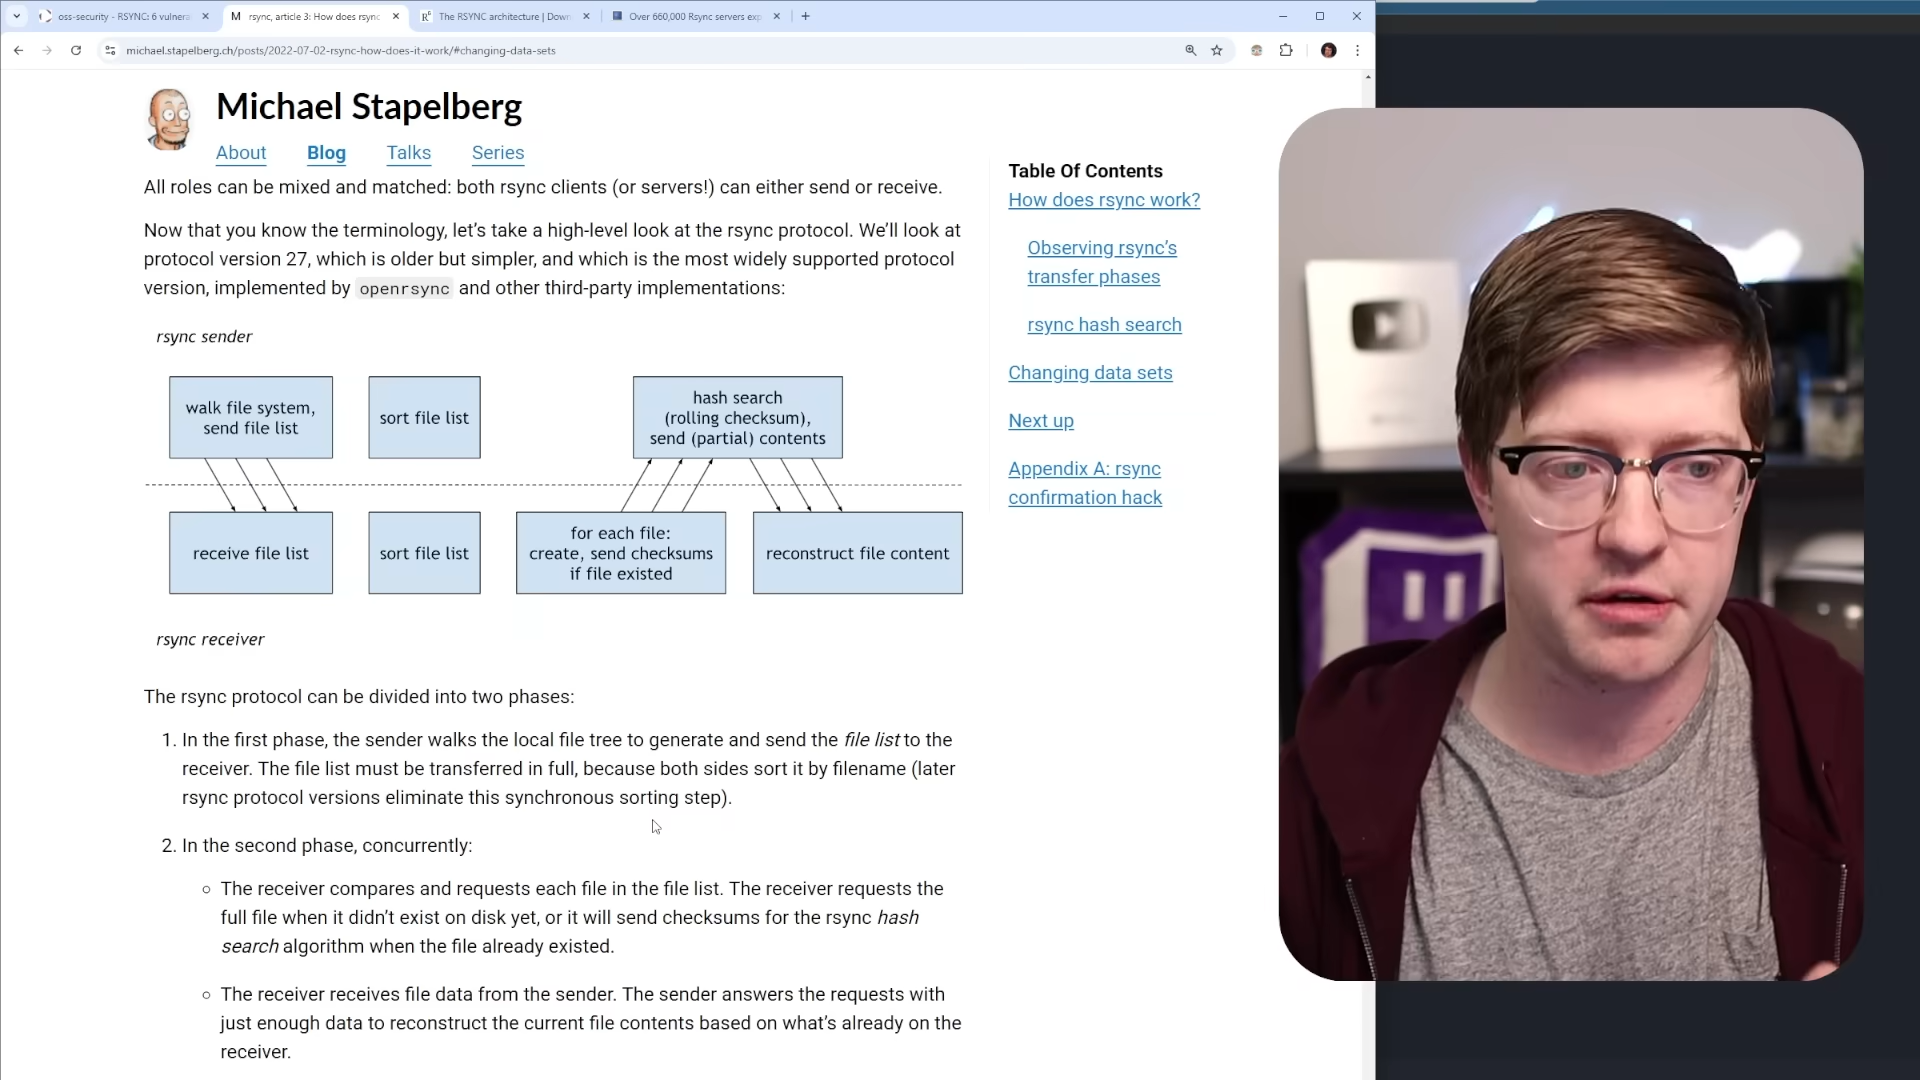 oss-security - RSYNC: 6 vulnera
rsync, article 3: How does rsync
The RSYNC architecture | Down
Over 660,000 Rsync servers exp
michael.stapelberg.ch/posts/2022-07-02-rsync-how-does-it-work/#changing-data-sets
Michael Stapelberg
About Blog Talks Series
All roles can be mixed and matched: both rsync clients (or servers!) can either send or receive.
Now that you know the terminology, let’s take a high-level look at the rsync protocol. We’ll look at
protocol version 27, which is older but simpler, and which is the most widely supported protocol
version, implemented by openrsync and other third-party implementations:
rsync sender
walk file system,
send file list
sort file list
hash search
(rolling checksum),
send (partial) contents
receive file list
sort file list
for each file:
create, send checksums
if file existed
reconstruct file content
rsync receiver
The rsync protocol can be divided into two phases:
1. In the first phase, the sender walks the local file tree to generate and send the file list to the
receiver. The file list must be transferred in full, because both sides sort it by filename (later
rsync protocol versions eliminate this synchronous sorting step).
2. In the second phase, concurrently:
The receiver compares and requests each file in the file list. The receiver requests the
full file when it didn’t exist on disk yet, or it will send checksums for the rsync hash
search algorithm when the file already existed.
The receiver receives file data from the sender. The sender answers the requests with
just enough data to reconstruct the current file contents based on what’s already on the
receiver.
Table Of Contents
How does rsync work?
Observing rsync’s
transfer phases
rsync hash search
Changing data sets
Next up
Appendix A: rsync
confirmation hack